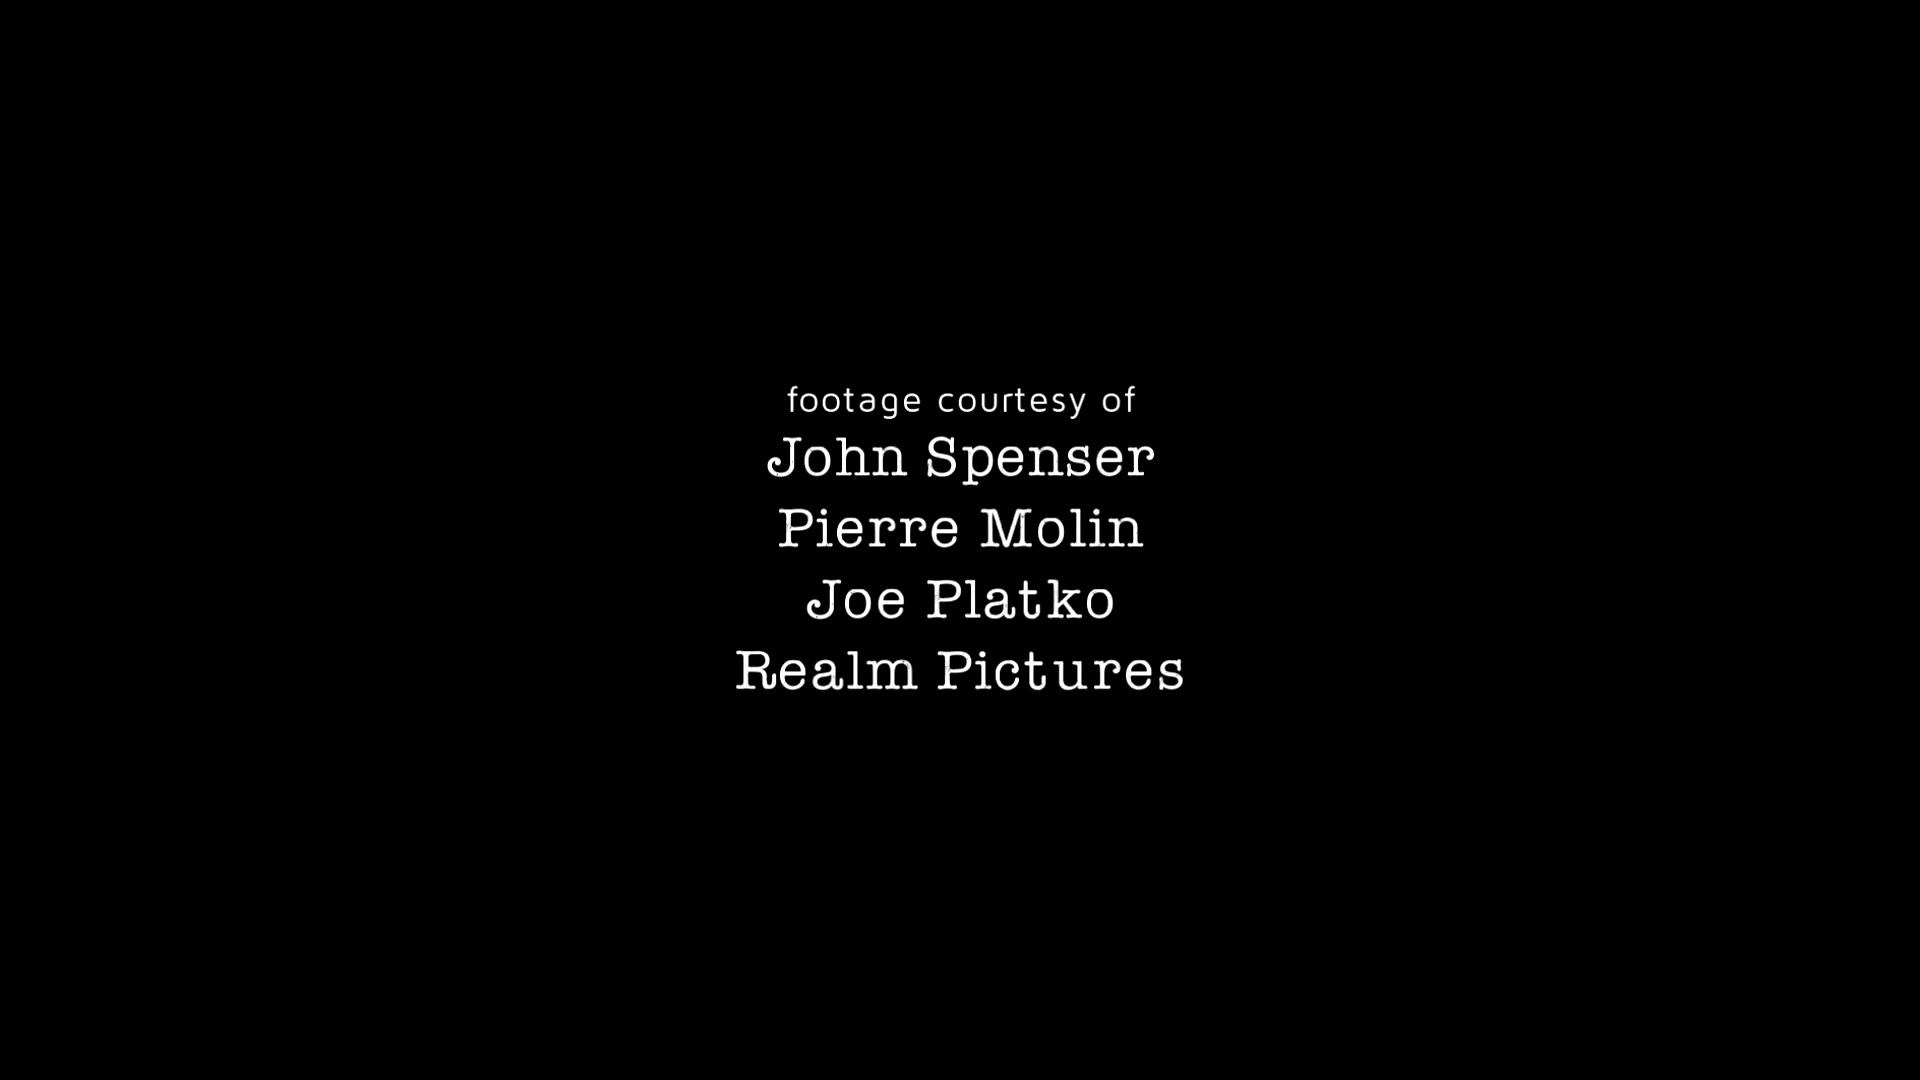 footage courtesy of
John Spenser
Pierre Molin
Joe Platko
Realm Pictures